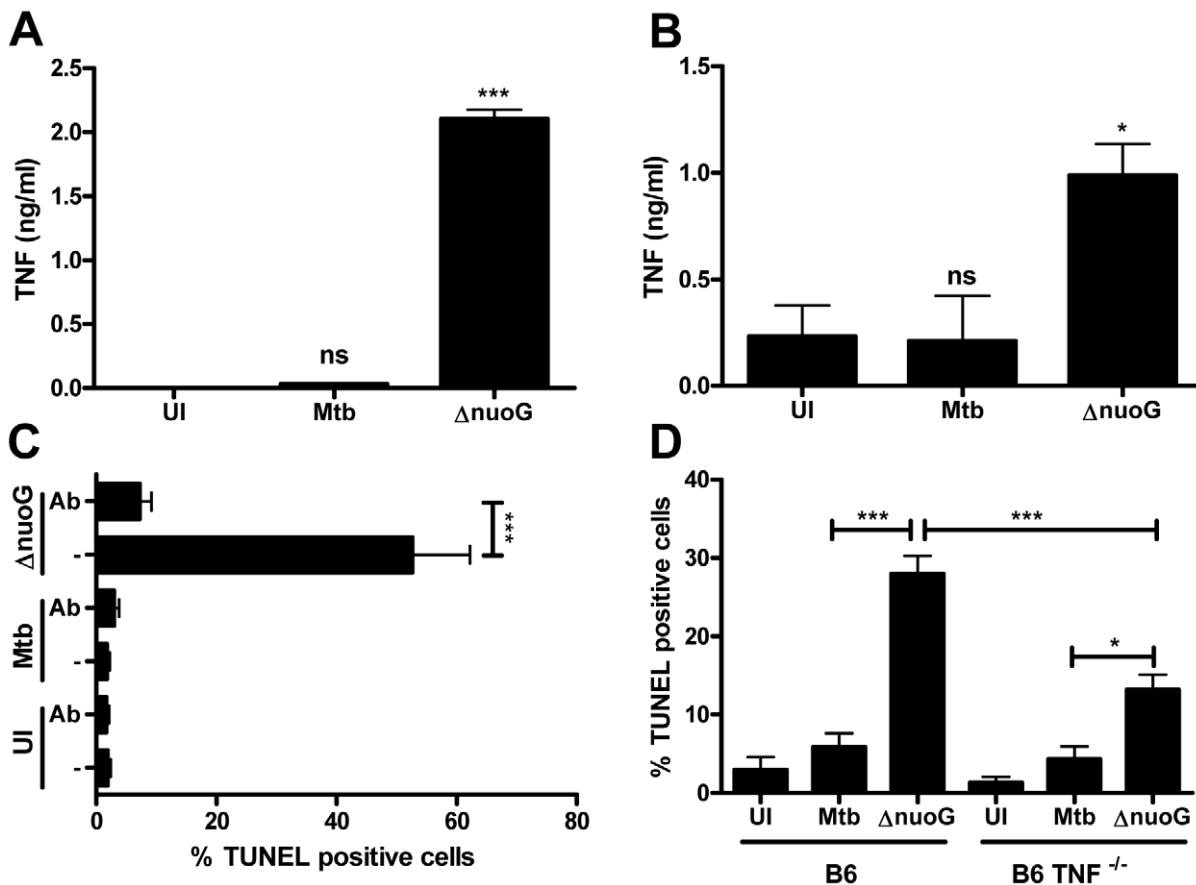 A
TNF (ng/ml)
2.5
2.0
1.5
1.0
0.5
0.0
ns
***
UI
Mtb
ΔnuoG
B
TNF (ng/ml)
1.5
1.0
0.5
0.0
ns
*
UI
Mtb
ΔnuoG
C
ΔnuoG
Ab
-
***
Mtb
Ab
-
UI
Ab
-
0
20
40
60
80
% TUNEL positive cells
D
% TUNEL positive cells
40
30
20
10
0
***
***
*
UI
Mtb
ΔnuoG
UI
Mtb
ΔnuoG
B6
B6 TNF -/-